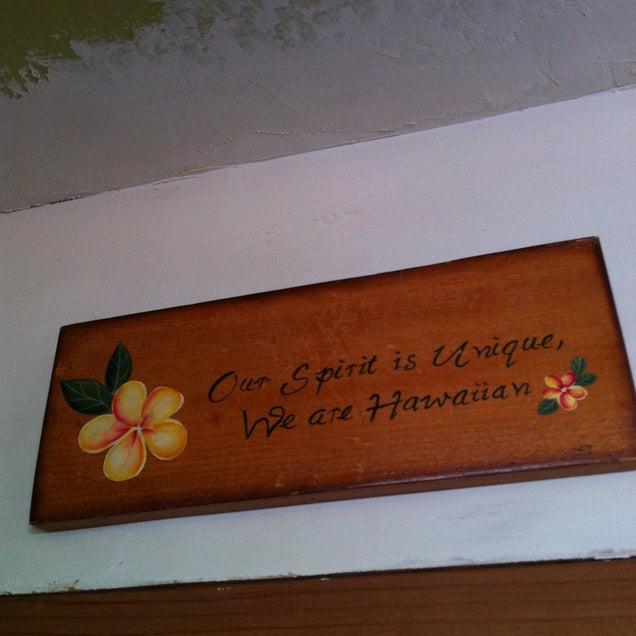 Our Spirit is Unique,
We are Hawaiian